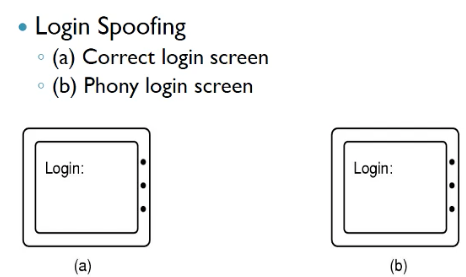 Login Spoofing
(a) Correct login screen
(b) Phony login screen
Login:
Login:
(a)
(b)